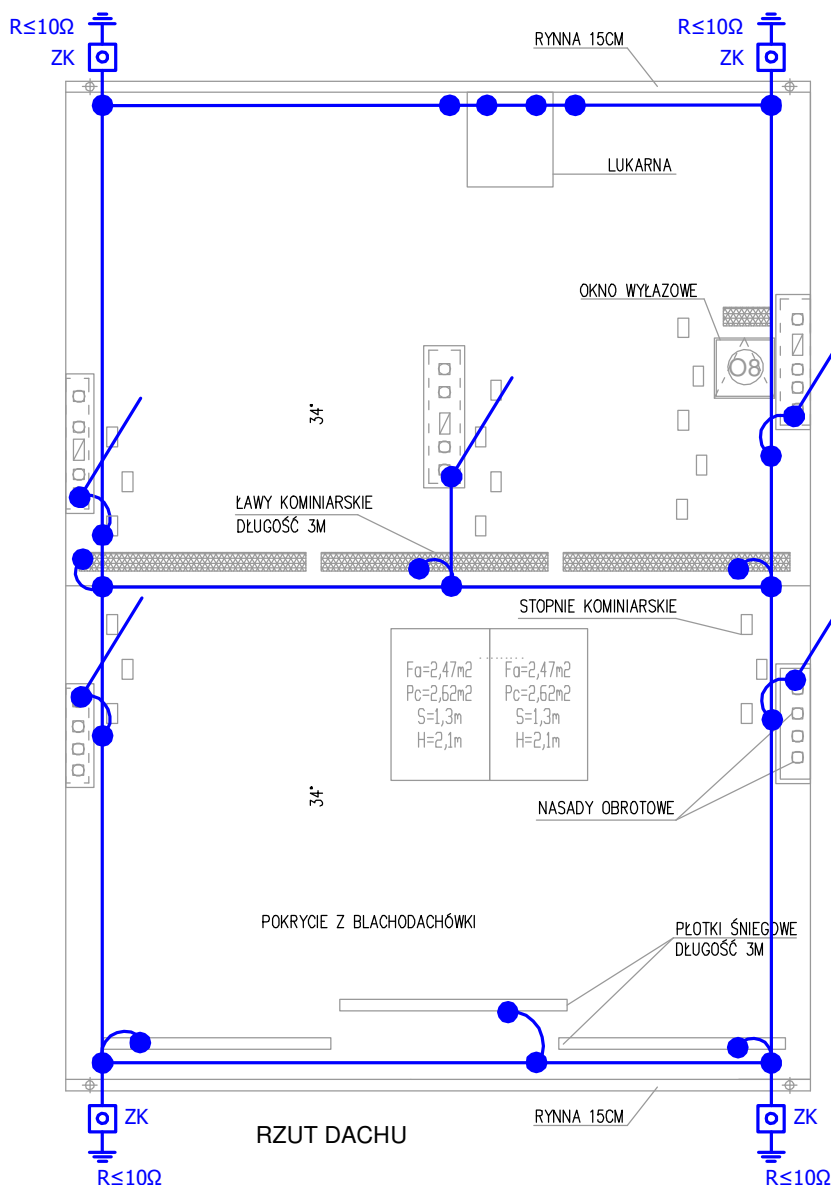 R≤10Ω
ZK
RYNNA 15CM
R≤10Ω
ZK
LUKARNA
OKNO WYŁAZOWE
O8
34°
ŁAWY KOMINIARSKIE
DŁUGOŚĆ 3M
STOPNIE KOMINIARSKIE
Fa=2,47m2
Pc=2,62m2
S=1,3m
H=2,1m
Fa=2,47m2
Pc=2,62m2
S=1,3m
H=2,1m
34°
NASADY OBROTOWE
POKRYCIE Z BLACHODACHÓWKI
PŁOTKI ŚNIEGOWE
DŁUGOŚĆ 3M
ZK
R≤10Ω
RZUT DACHU
RYNNA 15CM
ZK
R≤10Ω